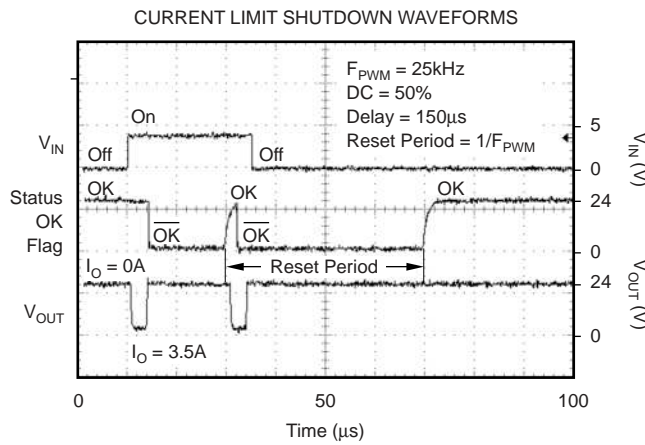 CURRENT LIMIT SHUTDOWN WAVEFORMS
F_PWM = 25kHz
DC = 50%
Delay = 150μs
Reset Period = 1/F_PWM
On
V_IN
Off
Off
5
0
V_IN (V)
Status
OK
Flag
OK
OK
OK
OK
OK
24
0
Reset Period
I_O = 0A
V_OUT
I_O = 3.5A
24
0
V_OUT (V)
0
50
100
Time (μs)